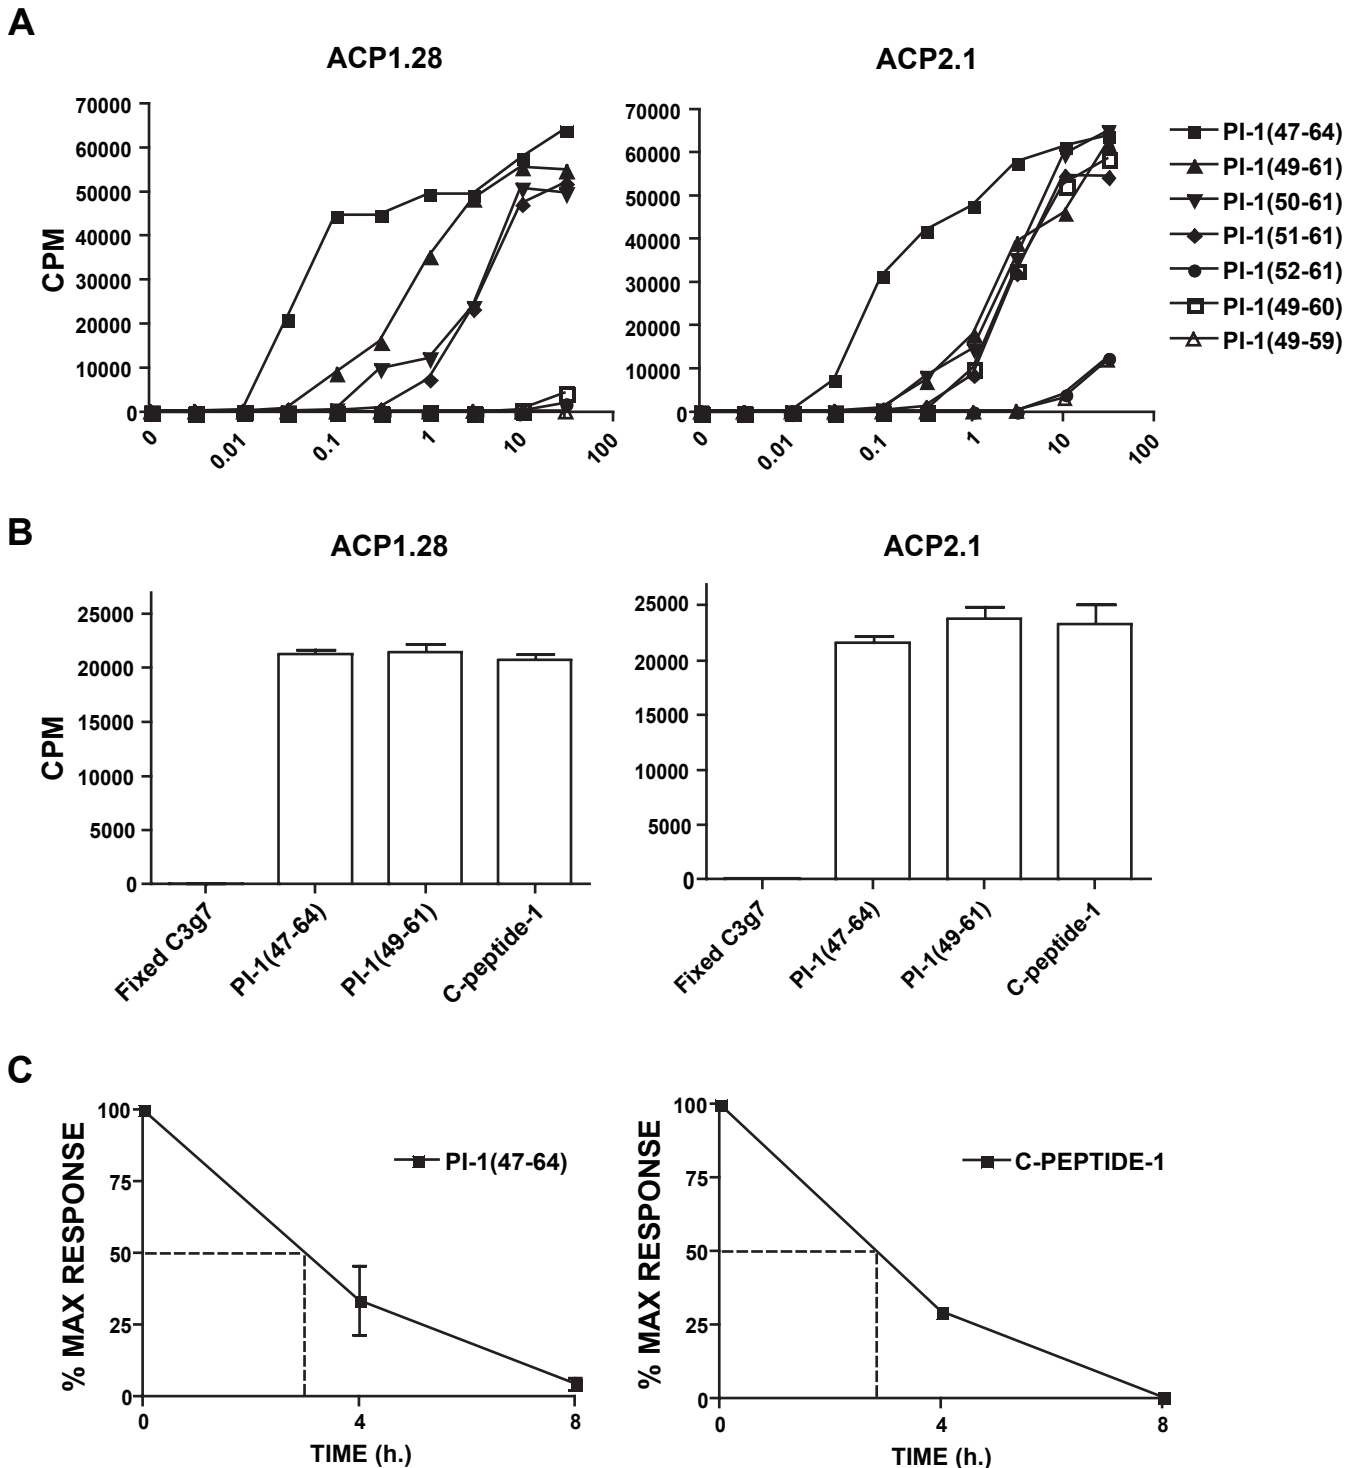 A
ACP1.28
ACP2.1
CPM
70000
60000
50000
40000
30000
20000
10000
0
0
0.01
0.1
1
10
100
70000
60000
50000
40000
30000
20000
10000
0
0
0.01
0.1
1
10
100
PI-1(47-64)
PI-1(49-61)
PI-1(50-61)
PI-1(51-61)
PI-1(52-61)
PI-1(49-60)
PI-1(49-59)
B
ACP1.28
ACP2.1
CPM
25000
20000
15000
10000
5000
0
Fixed C3g7
PI-1(47-64)
PI-1(49-61)
C-peptide-1
25000
20000
15000
10000
5000
0
Fixed C3g7
PI-1(47-64)
PI-1(49-61)
C-peptide-1
C
% MAX RESPONSE
100
75
50
25
0
PI-1(47-64)
0
4
8
TIME (h.)
% MAX RESPONSE
100
75
50
25
0
C-PEPTIDE-1
0
4
8
TIME (h.)